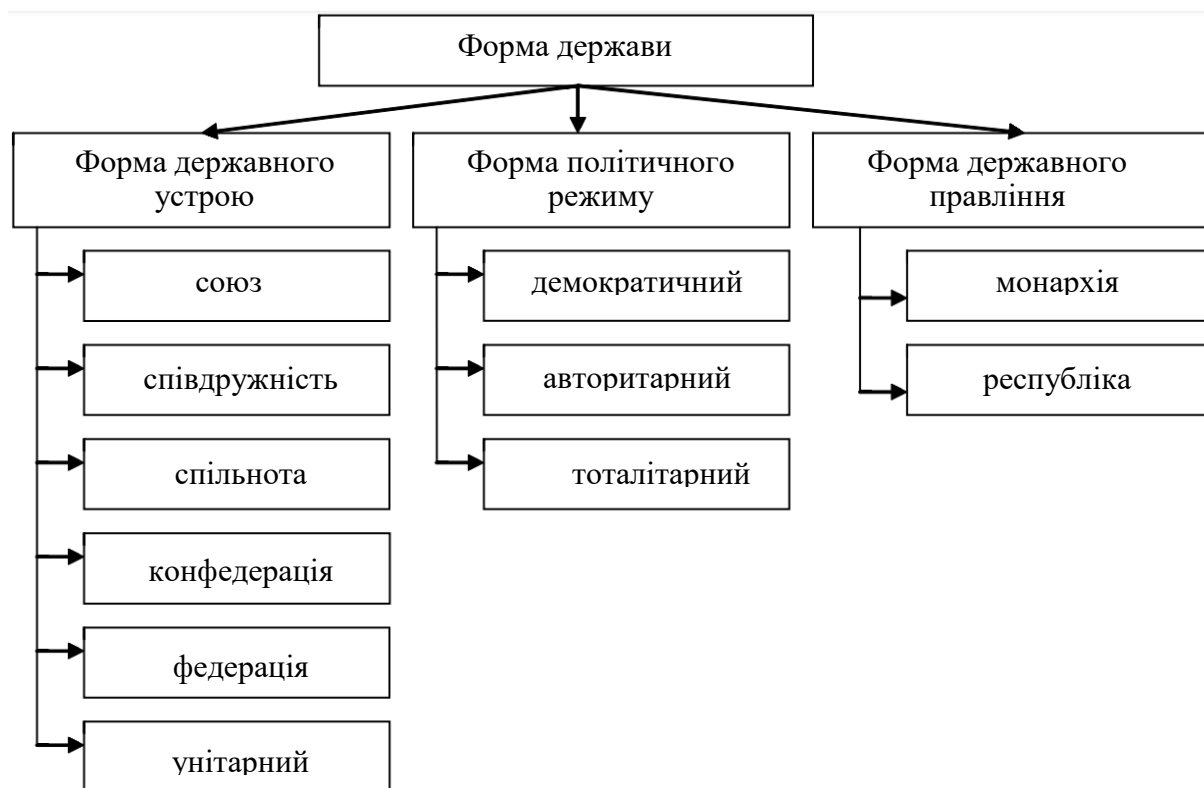 Форма держави
Форма державного
устрою
Форма політичного
режиму
Форма державного
правління
союз
співдружність
спільнота
конфедерація
федерація
унітарний
демократичний
авторитарний
тоталітарний
монархія
республіка